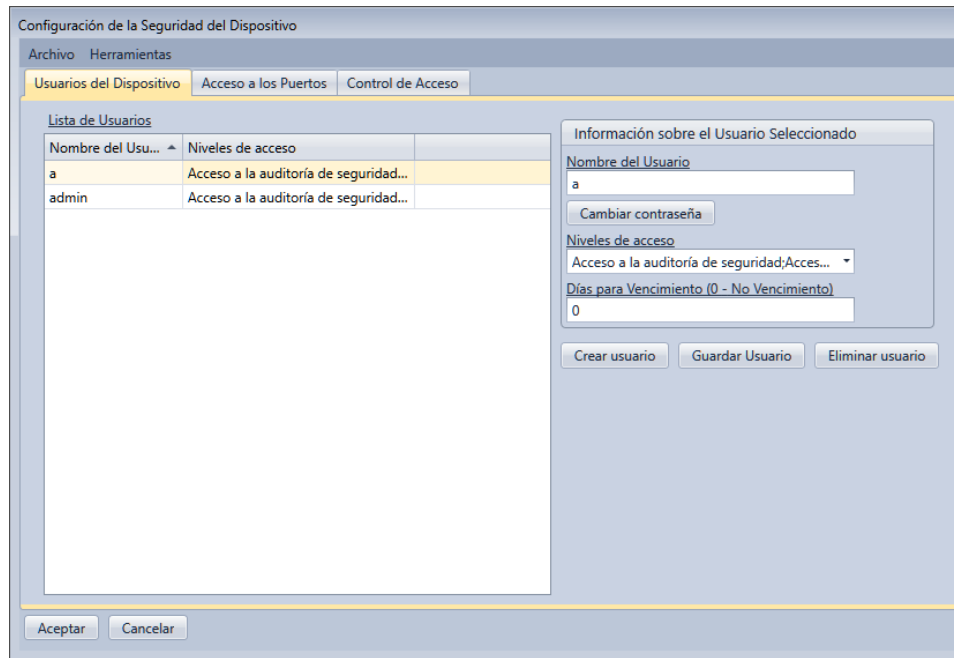 Configuración de la Seguridad del Dispositivo
Archivo Herramientas
Usuarios del Dispositivo Acceso a los Puertos Control de Acceso
Lista de Usuarios
Nombre del Usu... Niveles de acceso
a Acceso a la auditoría de seguridad...
admin Acceso a la auditoría de seguridad...
Información sobre el Usuario Seleccionado
Nombre del Usuario
a
Cambiar contraseña
Niveles de acceso
Acceso a la auditoría de seguridad;Acces...
Días para Vencimiento (0 - No Vencimiento)
0
Crear usuario Guardar Usuario Eliminar usuario
Aceptar Cancelar